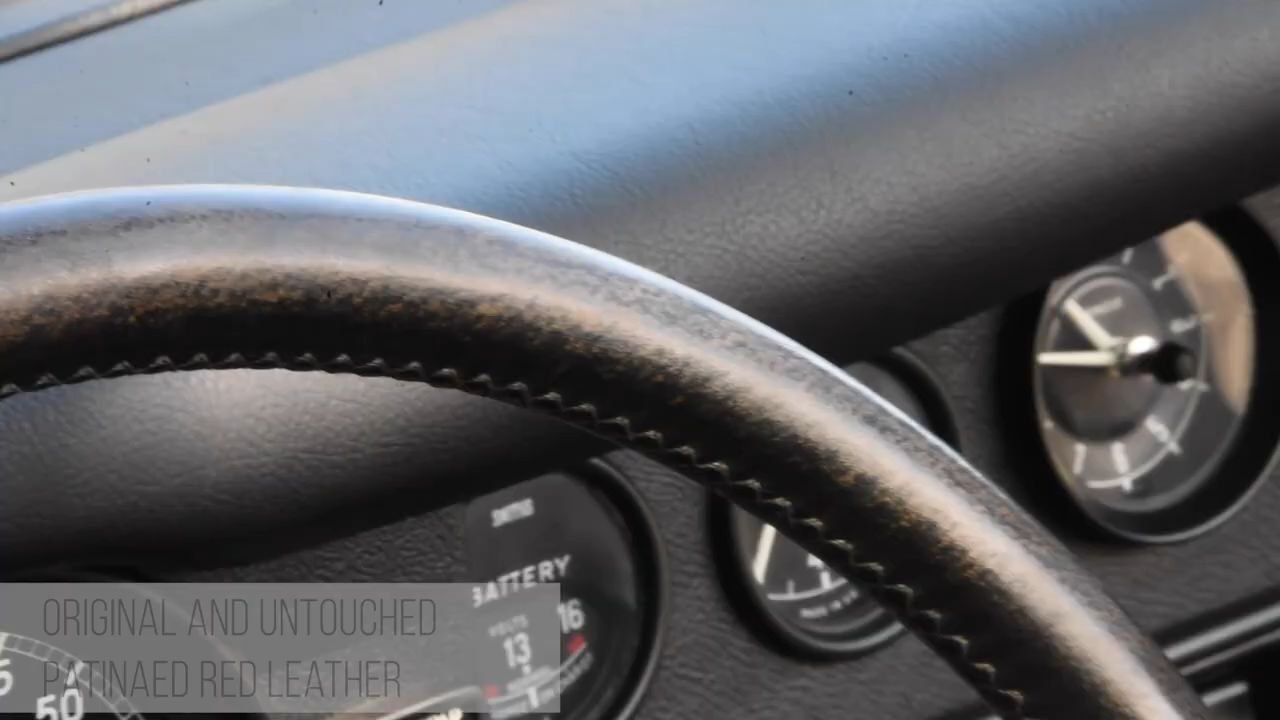 SMITHS
BATTERY
VOLTS
13
16
ORIGINAL AND UNTOUCHED
PATINAED RED LEATHER
50